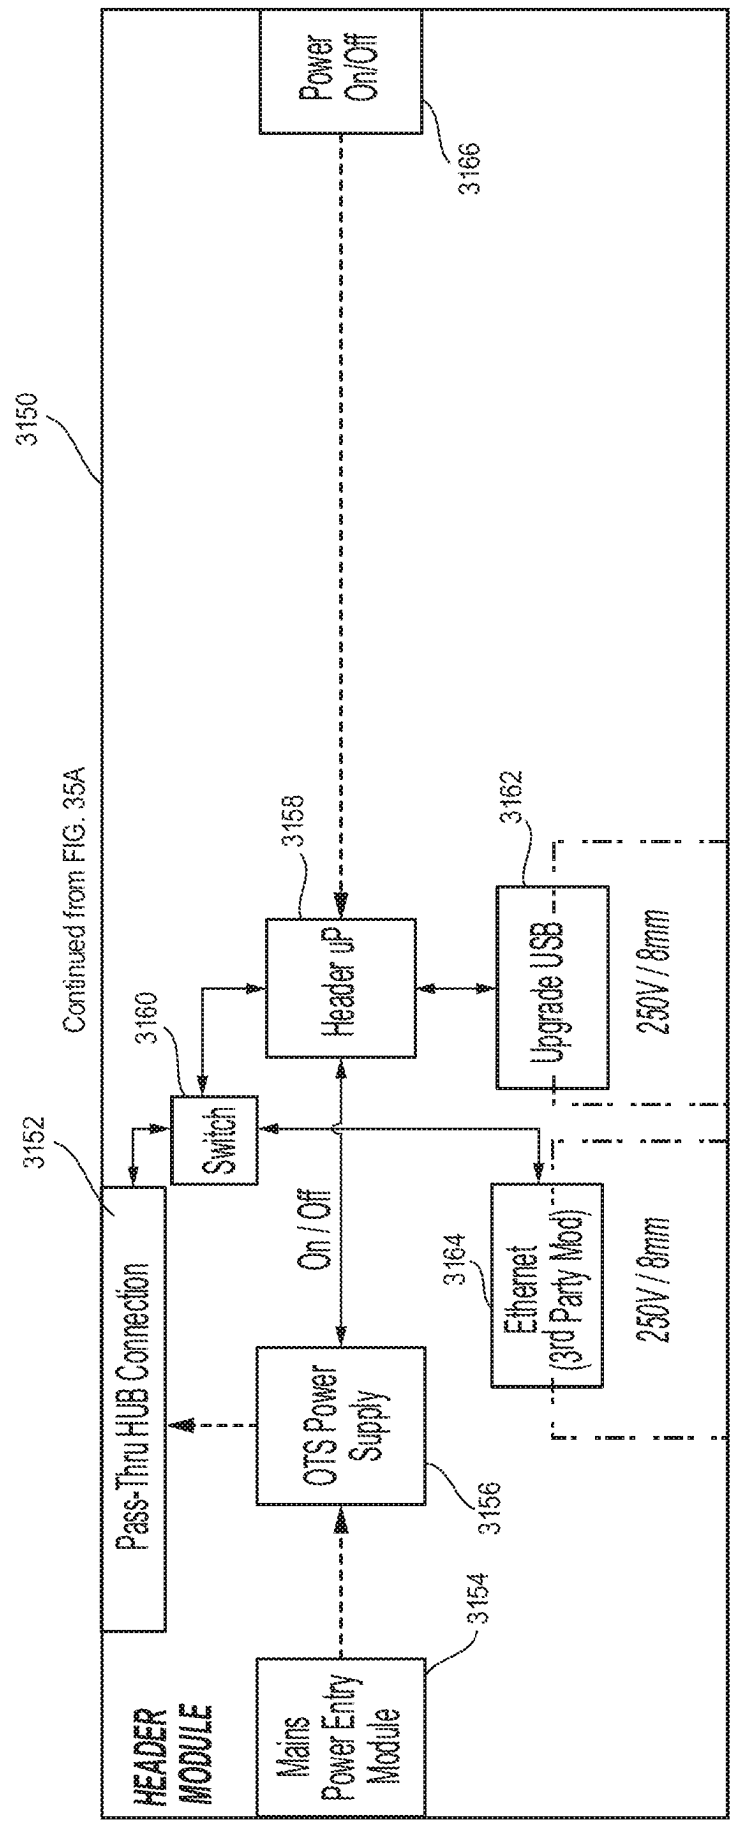 Continued from FIG. 35A
3150
HEADER
MODULE
Pass-Thru HUB Connection
3152
Switch
3160
Mains
Power Entry
Module
3154
OTS Power
Supply
3156
On / Off
Header uP
3158
Power
On/Off
3166
Ethernet
(3rd Party Mod)
3164
250V / 8mm
Upgrade USB
3162
250V / 8mm